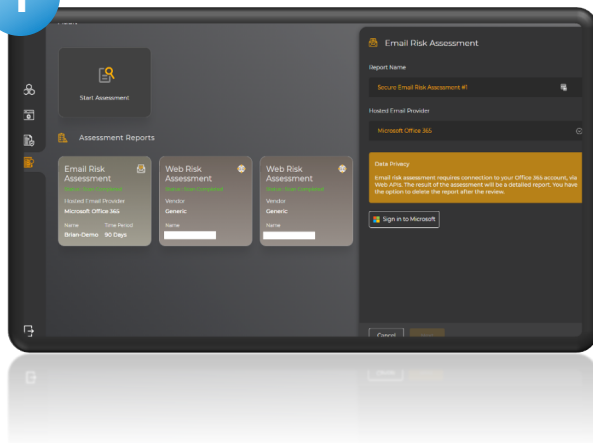 1
Start Assessment
Assessment Reports
Email Risk
Assessment
Hosted Email Provider
Microsoft Office 365
Name Time Period
Brian-Demo 90 Days
Web Risk
Assessment
Vendor
Generic
Name
Web Risk
Assessment
Vendor
Generic
Name
Email Risk Assessment
Report Name
Secure Email Risk Assessment #1
Hosted Email Provider
Microsoft Office 365
Data Privacy
Email risk assessment requires connection to your Office 365 account, via
Web APIs. The result of the assessment will be a detailed report. You have
the option to delete the report after the review.
Sign in to Microsoft
Cancel